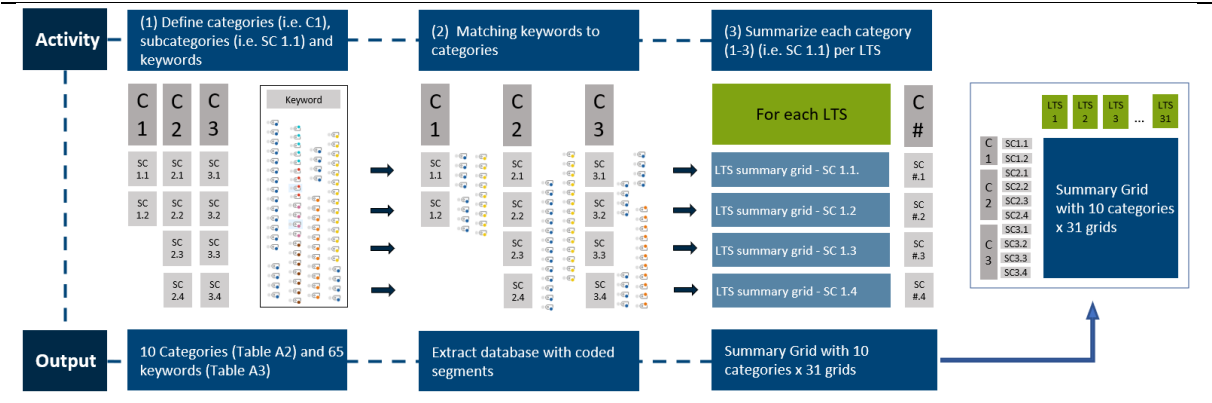 Activity
(1) Define categories (i.e. C1),
subcategories (i.e. SC 1.1) and
keywords
(2) Matching keywords to
categories
(3) Summarize each category
(1-3) (i.e. SC 1.1) per LTS
C
1
C
2
C
3
SC
1.1
SC
2.1
SC
3.1
SC
1.2
SC
2.2
SC
3.2
SC
2.3
SC
3.3
SC
2.4
SC
3.4
Keyword
C
1
C
2
C
3
SC
1.1
SC
2.1
SC
3.1
SC
1.2
SC
2.2
SC
3.2
SC
2.3
SC
3.3
SC
2.4
SC
3.4
For each LTS
C
#
LTS summary grid - SC 1.1.
SC
#.1
LTS summary grid - SC 1.2
SC
#.2
LTS summary grid - SC 1.3
SC
#.3
LTS summary grid - SC 1.4
SC
#.4
LTS
1
LTS
2
LTS
3
...
LTS
31
C
1
SC1.1
SC1.2
C
2
SC2.1
SC2.2
SC2.3
SC2.4
C
3
SC3.1
SC3.2
SC3.3
SC3.4
Summary Grid
with 10 categories
x 31 grids
Output
10 Categories (Table A2) and 65
keywords (Table A3)
Extract database with coded
segments
Summary Grid with 10
categories x 31 grids